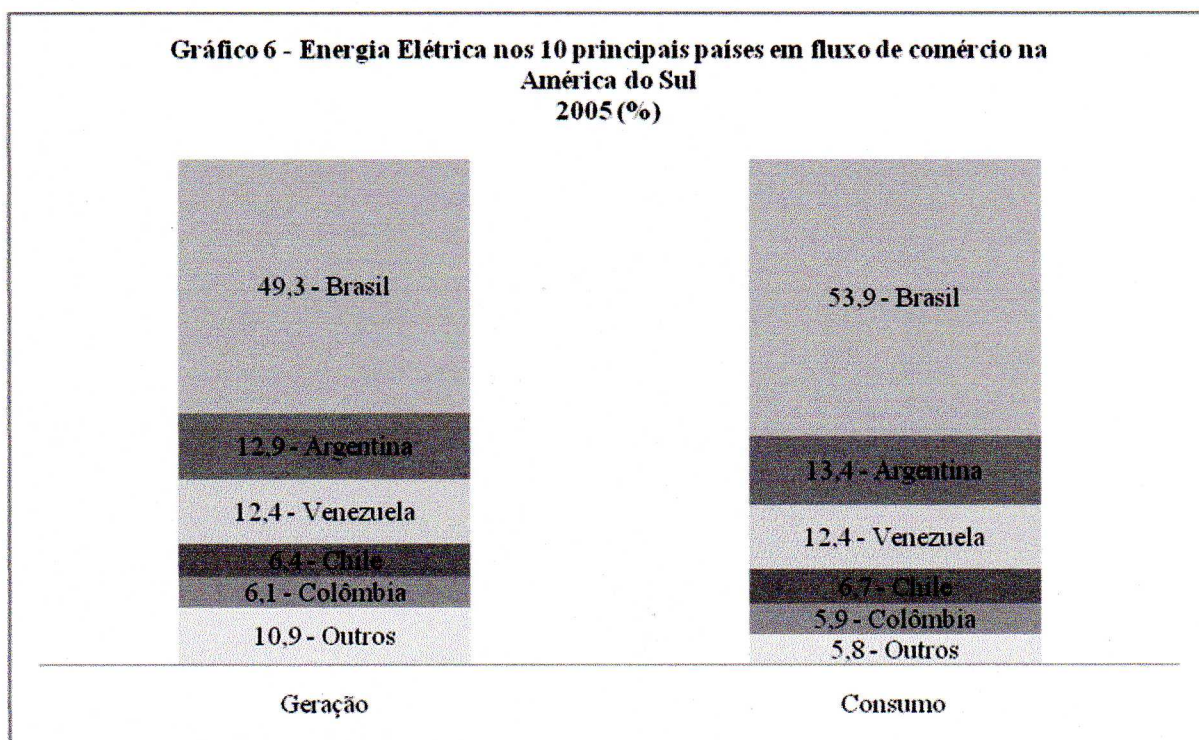 Gráfico 6 - Energia Elétrica nos 10 principais países em fluxo de comércio na
América do Sul
2005 (%)
49,3 - Brasil
12,9 - Argentina
12,4 - Venezuela
6,4 - Chile
6,1 - Colômbia
10,9 - Outros
Geração
53,9 - Brasil
13,4 - Argentina
12,4 - Venezuela
6,7 - Chile
5,9 - Colômbia
5,8 - Outros
Consumo